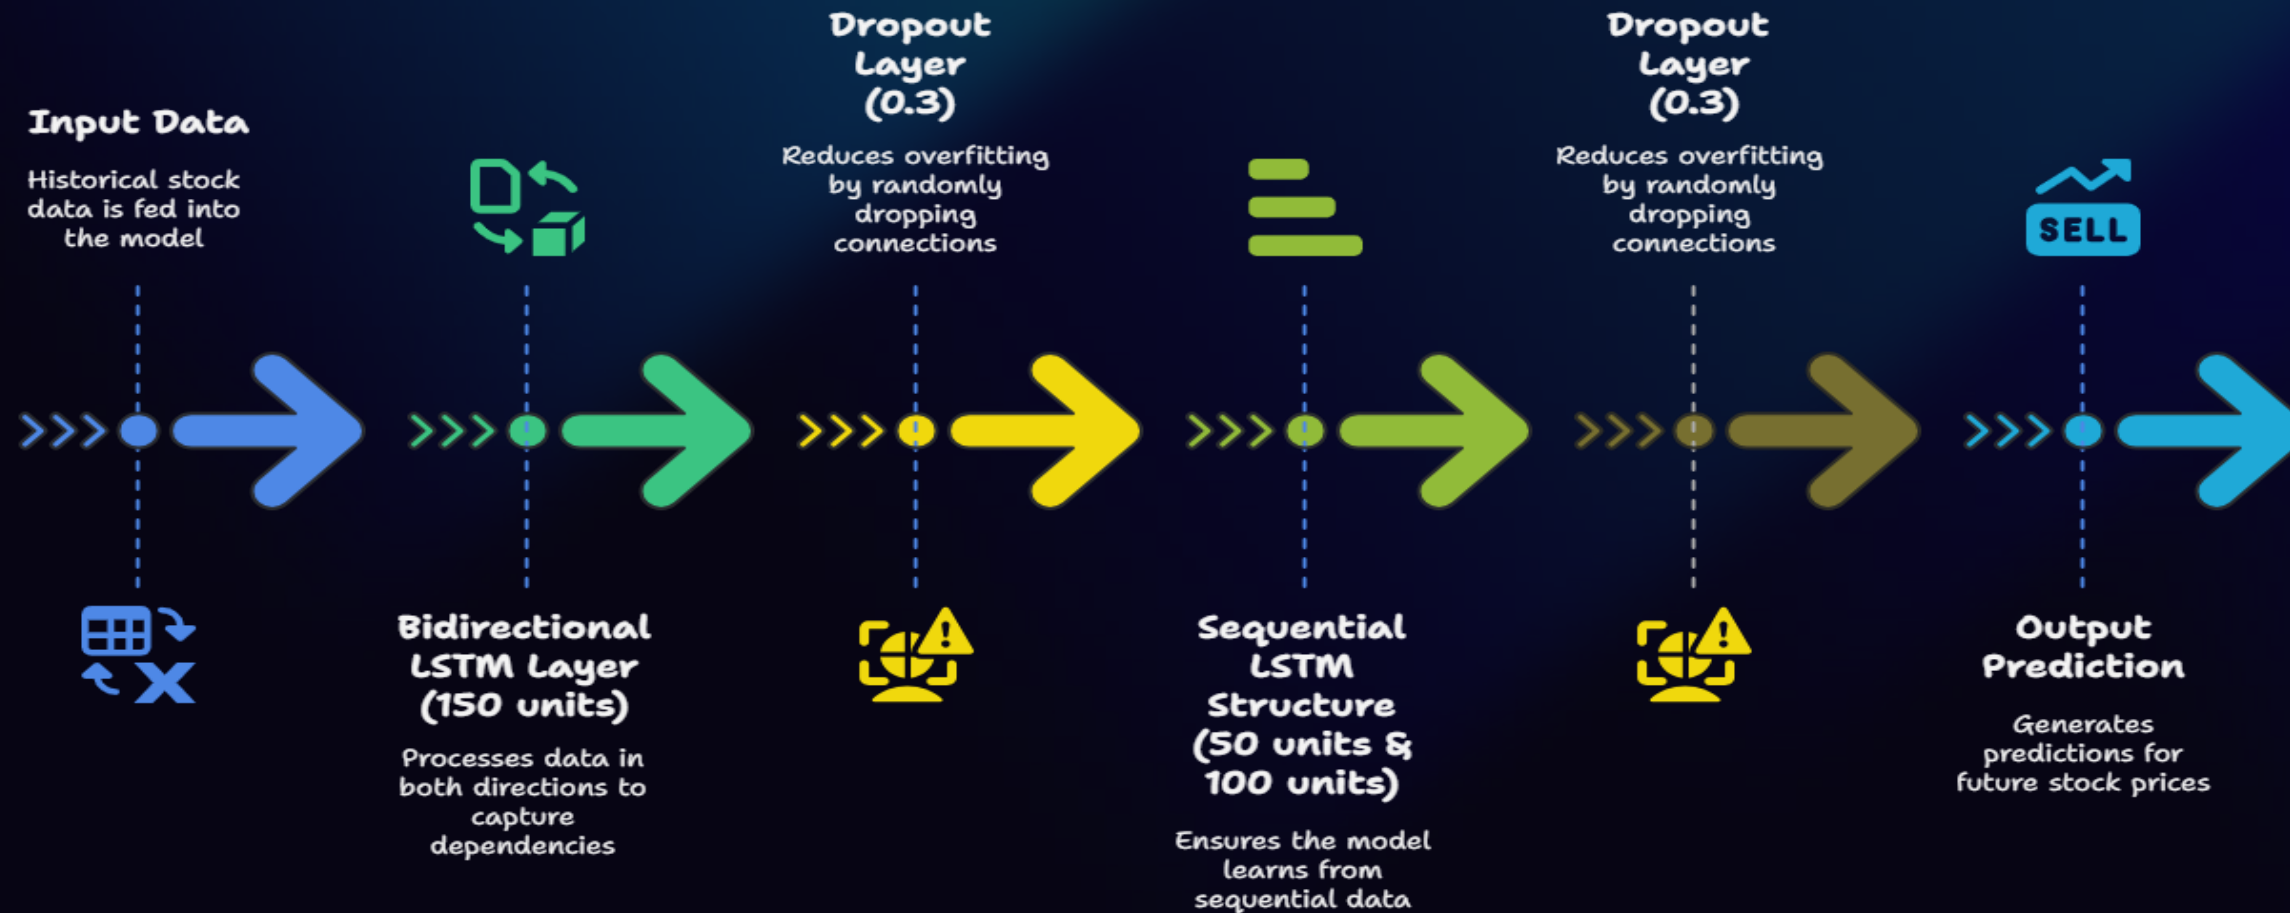 Input Data
Historical stock
data is fed into
the model
Bidirectional
LSTM Layer
(150 units)
Processes data in
both directions to
capture
dependencies
Dropout
Layer
(0.3)
Reduces overfitting
by randomly
dropping
connections
Sequential
LSTM
Structure
(50 units &
100 units)
Ensures the model
learns from
sequential data
Dropout
Layer
(0.3)
Reduces overfitting
by randomly
dropping
connections
SELL
Output
Prediction
Generates
predictions for
future stock prices